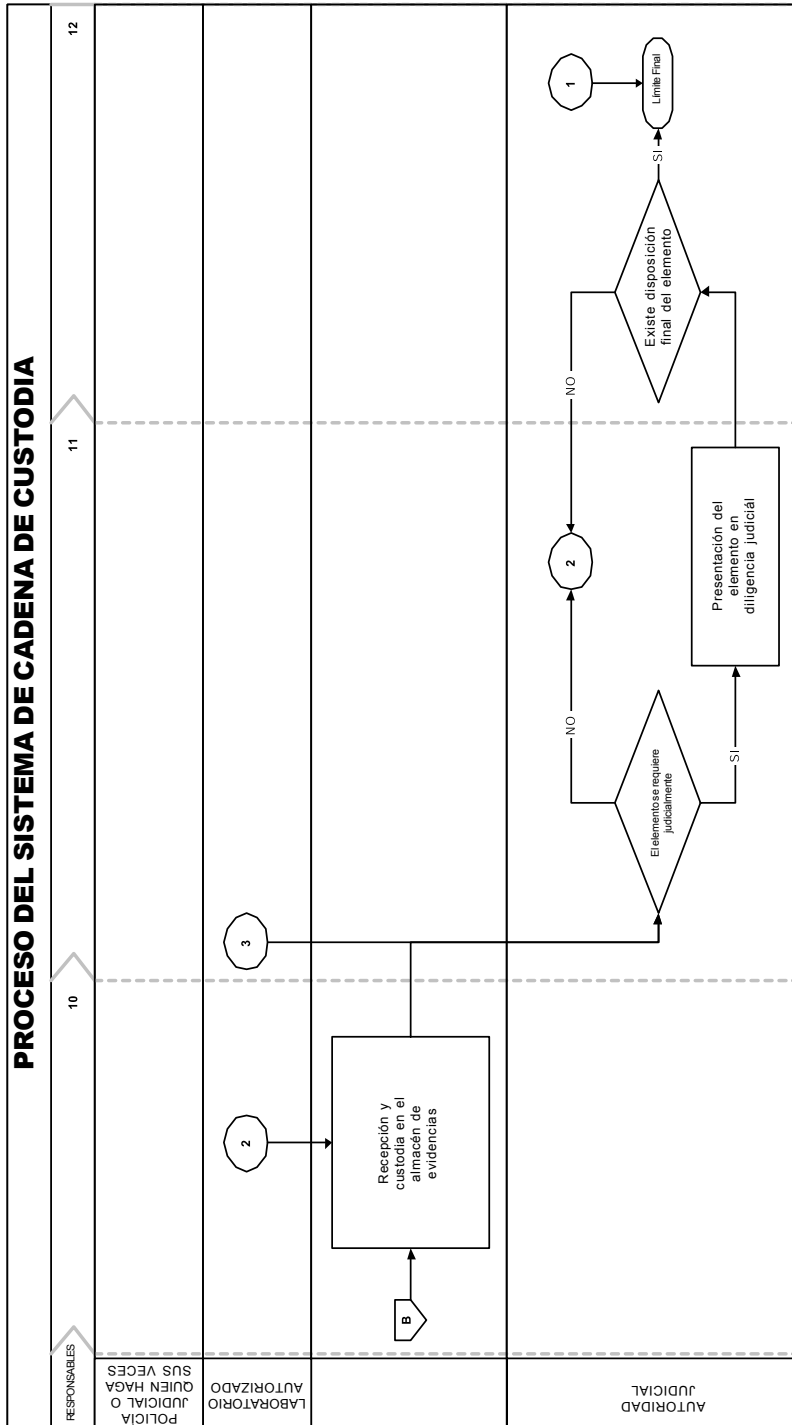 PROCESO DEL SISTEMA DE CADENA DE CUSTODIA
RESPONSABLES
10
11
12
POLICÍA
JUDICIAL O
QUIEN HAGA
SUS VECES
LABORATORIO
AUTORIZADO
2
3
B
Recepción y
custodia en el
almacén de
evidencias
AUTORIDAD
JUDICIAL
El elemento se requiere
judicialmente
NO
SI
2
Presentación del
elemento en
diligencia judiciál
NO
Existe disposición
final del elemento
SI
1
Límite Final